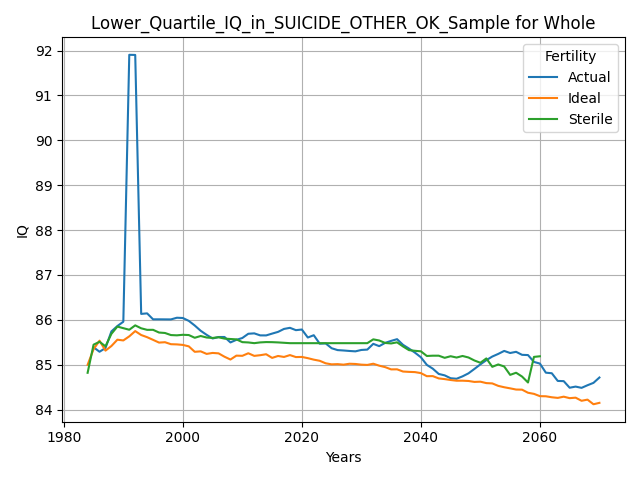 Lower_Quartile_IQ_in_SUICIDE_OTHER_OK_Sample for Whole
Fertility
Actual
Ideal
Sterile
IQ
92
91
90
89
88
87
86
85
84
1980
2000
2020
2040
2060
Years